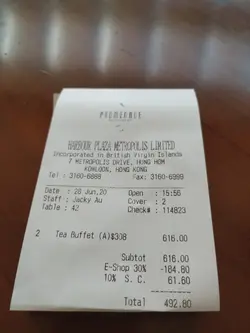 PROMENADE
HARBOUR PLAZA METROPOLIS LIMITED
Incorporated in British Virgin Islands
7 METROPOLIS DRIVE, HUNG HOM
KOWLOON, HONG KONG
Tel : 3160-6888 Fax: 3160-6999
Date : 28 Jun,20 Open : 15:56
Staff : Jacky Au Cover : 2
Table : 42 Check# : 114823
2 Tea Buffet (A)$308 616.00
Subtot 616.00
E-Shop 30% -184.80
10% S. C. 61.60
Total 492.80